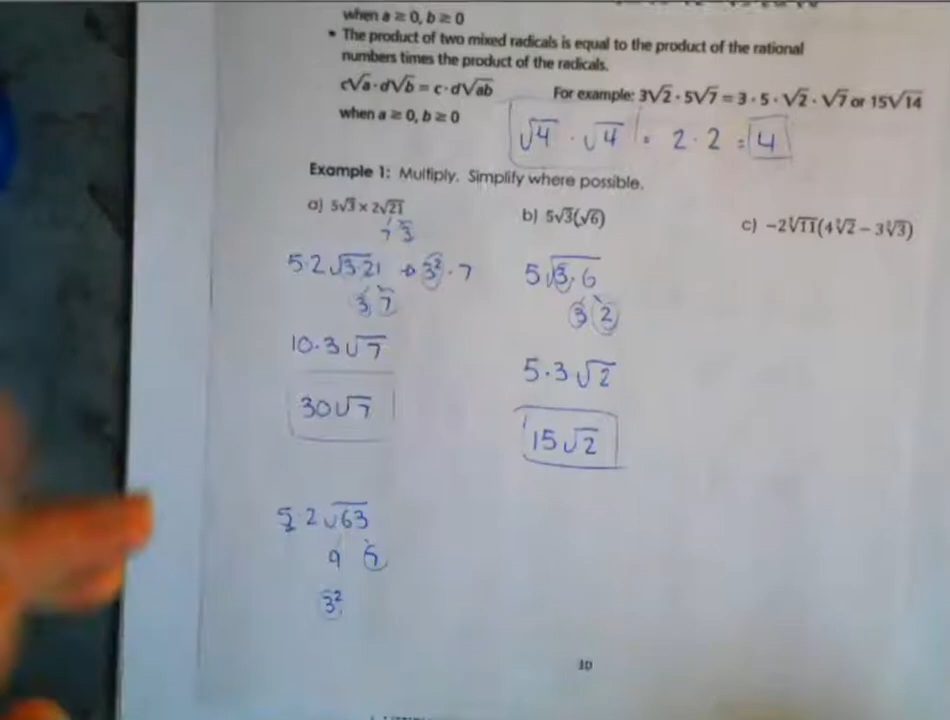 when a ≥ 0, b ≥ 0
• The product of two mixed radicals is equal to the product of the rational
numbers times the product of the radicals.
c√a · d√b = c · d√ab
For example: 3√2 · 5√7 = 3 · 5 · √2 · √7 or 15√14
when a ≥ 0, b ≥ 0
√4 · √4 = 2 · 2 = 4
Example 1: Multiply. Simplify where possible.
a) 5√3 × 2√21
7 3
5·2√3·21 → 3² · 7
3 7
10·3√7
30√7
5·2√63
9 7
3²
b) 5√3(√6)
5√3·6
3 2
5·3√2
15√2
c) −2∛11(4∛2 − 3∛3)
10